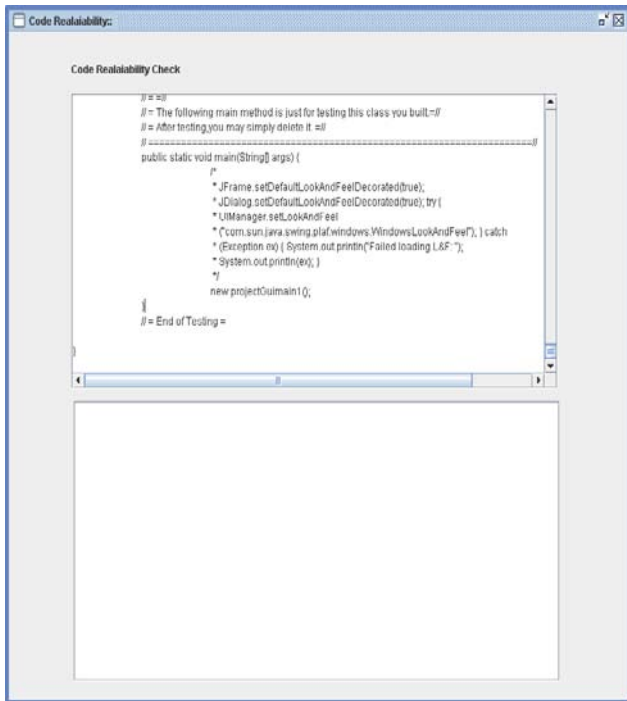 Code Realaiability::
Code Realaiability Check
// = =//
// = The following main method is just for testing this class you built.=//
// = After testing,you may simply delete it. =//
// =======================================================================//
public static void main(String[] args) {
/*
* JFrame.setDefaultLookAndFeelDecorated(true);
* JDialog.setDefaultLookAndFeelDecorated(true); try {
* UIManager.setLookAndFeel
* ("com.sun.java.swing.plaf.windows.WindowsLookAndFeel"); } catch
* (Exception ex) { System.out.println("Failed loading L&F: ");
* System.out.println(ex); }
*/
new projectGuimain1();
}
// = End of Testing =
}